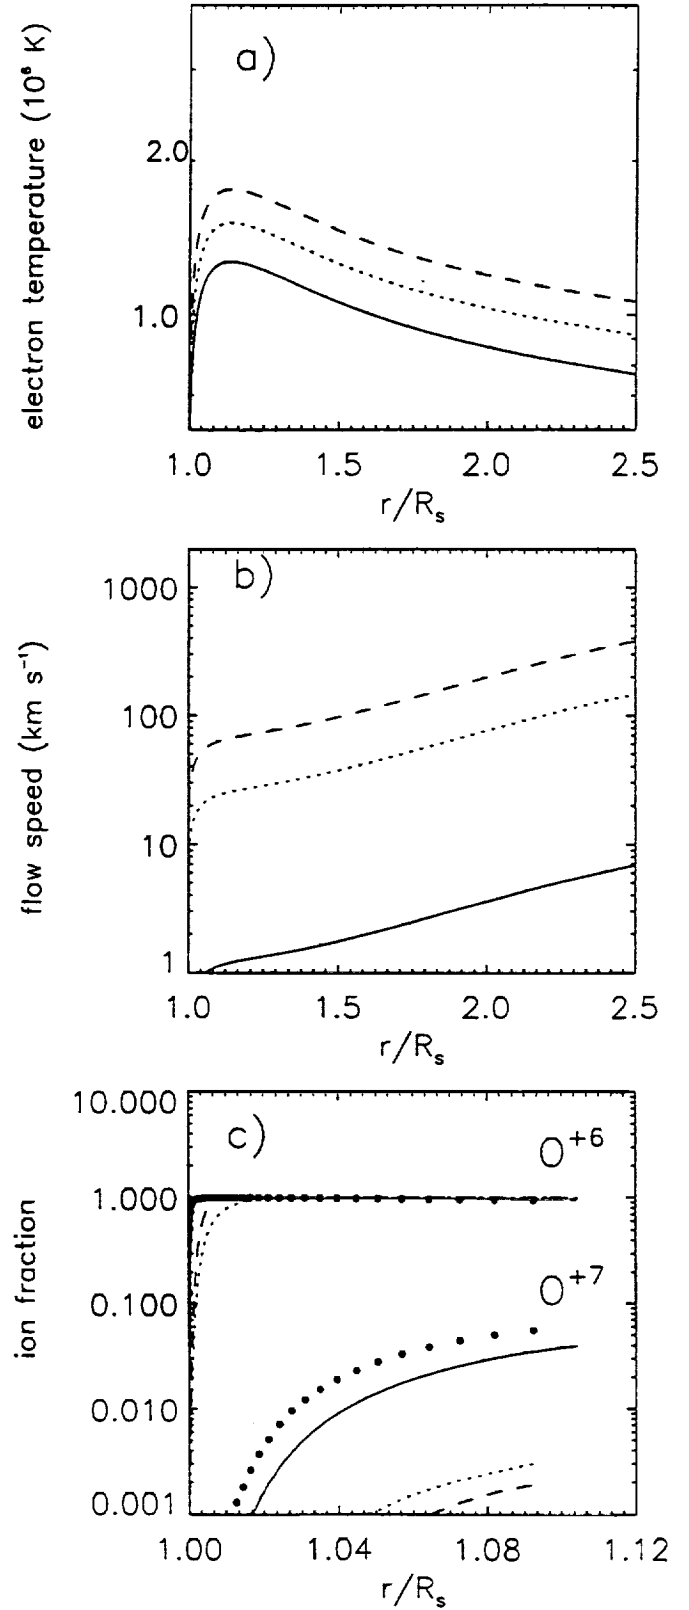 a)
electron temperature (10⁶ K)
2.0
1.0
1.0 1.5 2.0 2.5
r/Rₛ
b)
flow speed (km s⁻¹)
1000
100
10
1
1.0 1.5 2.0 2.5
r/Rₛ
c)
ion fraction
10.000
1.000
0.100
0.010
0.001
O⁺⁶
O⁺⁷
1.00 1.04 1.08 1.12
r/Rₛ